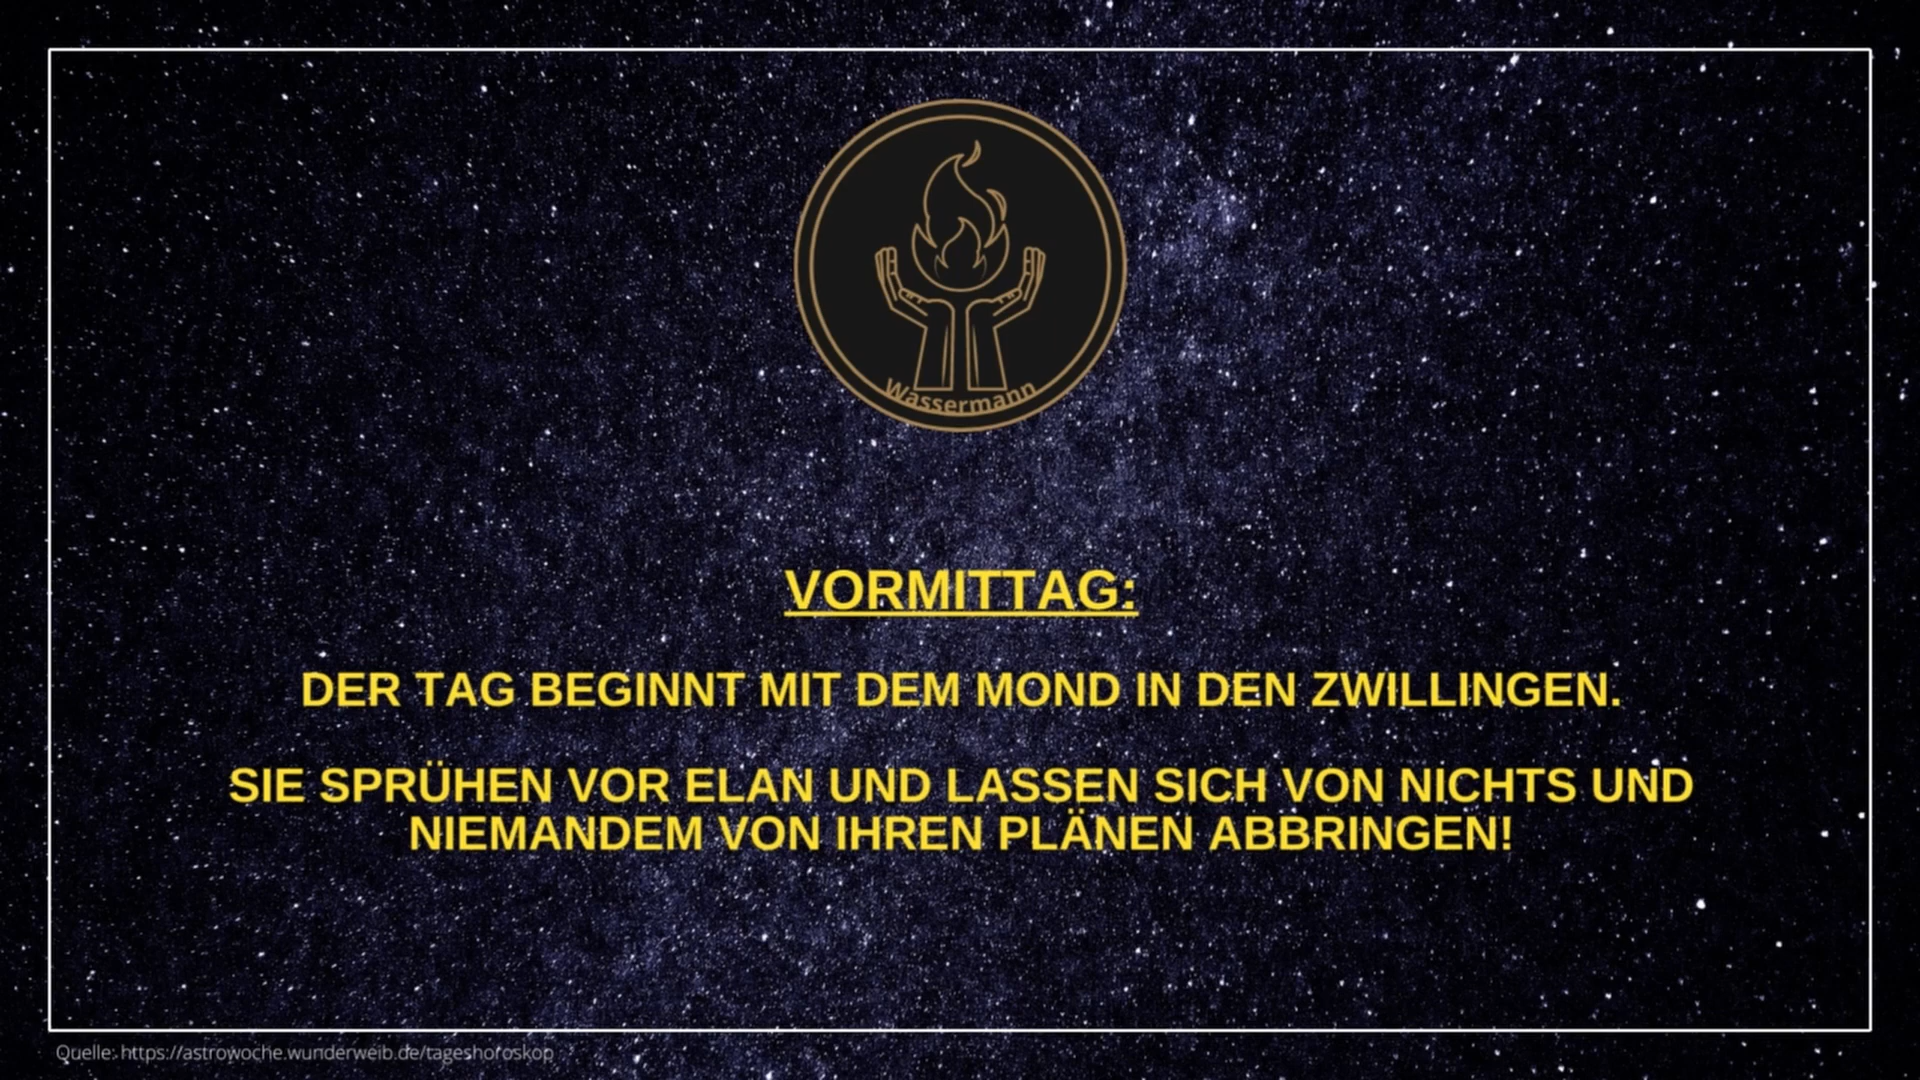 Wassermann
VORMITTAG:
DER TAG BEGINNT MIT DEM MOND IN DEN ZWILLINGEN.
SIE SPRÜHEN VOR ELAN UND LASSEN SICH VON NICHTS UND
NIEMANDEM VON IHREN PLÄNEN ABBRINGEN!
Quelle: https://astrowoche.wunderweib.de/tageshoroskop